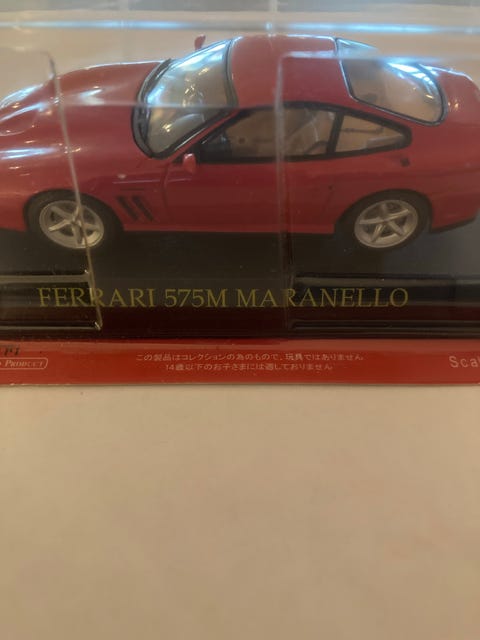 FERRARI 575M MARANELLO
PRODUCT
この製品はコレクションの為のもので、玩具ではありません
14歳以下のお子さまには適しておりません